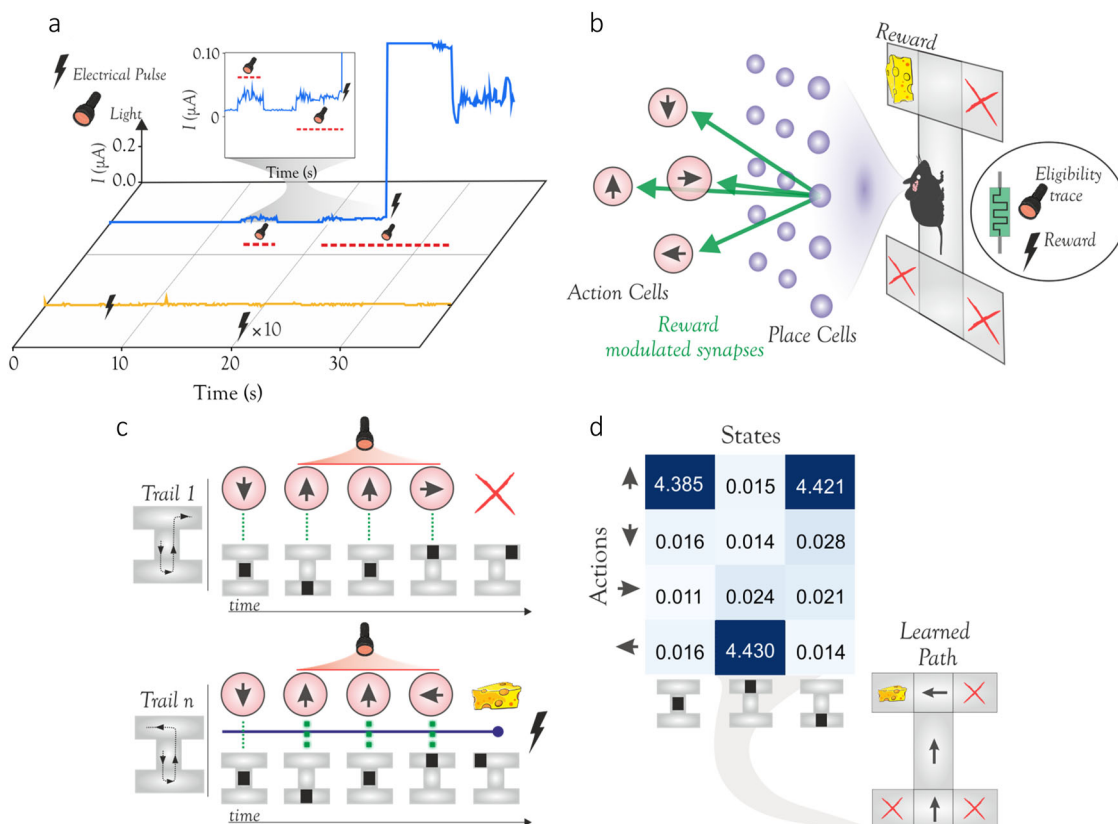 a
Electrical Pulse
Light
I (µA)
0.2
0.0
0.10
0
I (µA)
Time (s)
×10
0
10
20
30
Time (s)
b
Reward
Eligibility
trace
Reward
Action Cells
Place Cells
Reward
modulated synapses
c
Trail 1
time
Trail n
time
d
States
Actions
4.385 0.015 4.421
0.016 0.014 0.028
0.011 0.024 0.021
0.016 4.430 0.014
Learned
Path